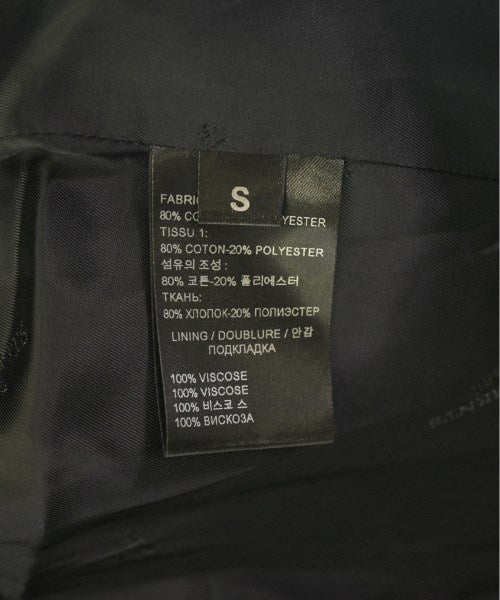 S
80%
YESTER
TISSU 1:
80% COTON-20% POLYESTER
섬유의 조성 :
80% 코튼-20% 폴리에스터
ТКАНЬ:
80% ХЛОПОК-20% ПОЛИЭСТЕР
LINING / DOUBLURE / 안감
ПОДКЛАДКА
100% VISCOSE
100% VISCOSE
100% 비스코 스
100% ВИСКОЗА